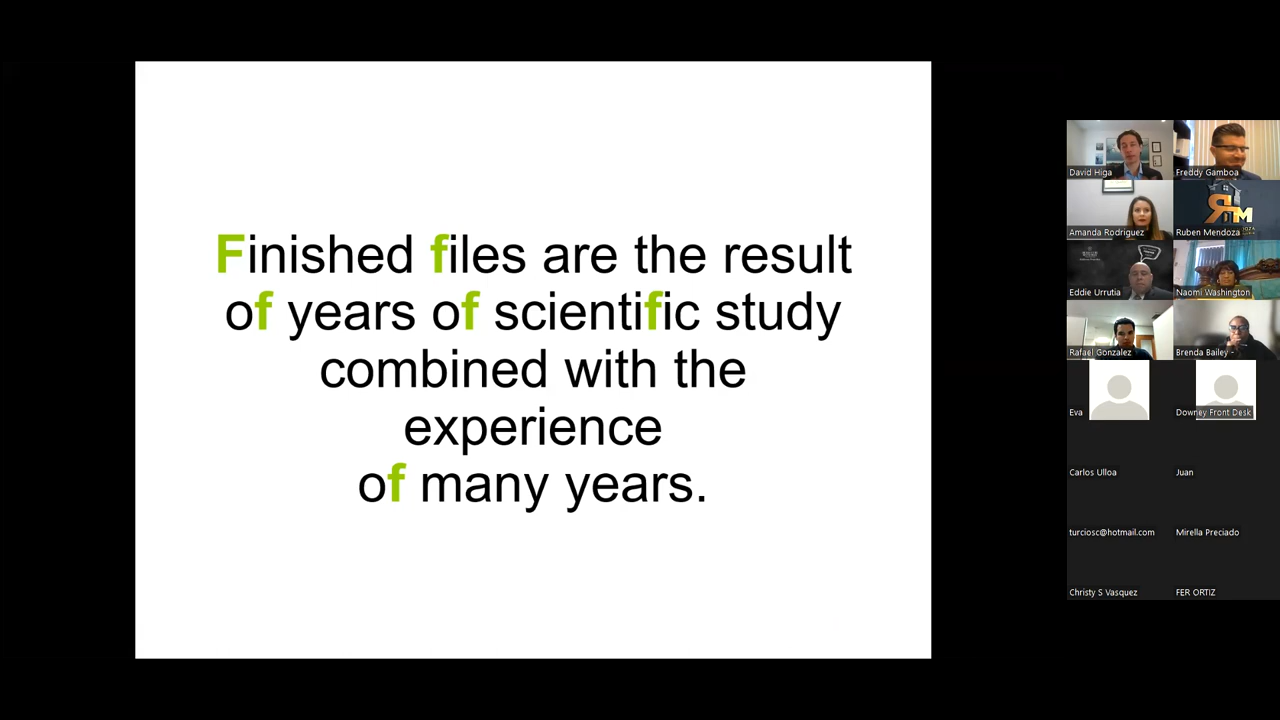 Finished files are the result
of years of scientific study
combined with the
experience
of many years.
David Higa
Freddy Gamboa
Amanda Rodriguez
Ruben Mendoza
Eddie Urrutia
Naomi Washington
Rafael Gonzalez
Brenda Bailey -
Eva
Downey Front Desk
Carlos Ulloa
Juan
turciosc@hotmail.com
Mirella Preciado
Christy S Vasquez
FER ORTIZ